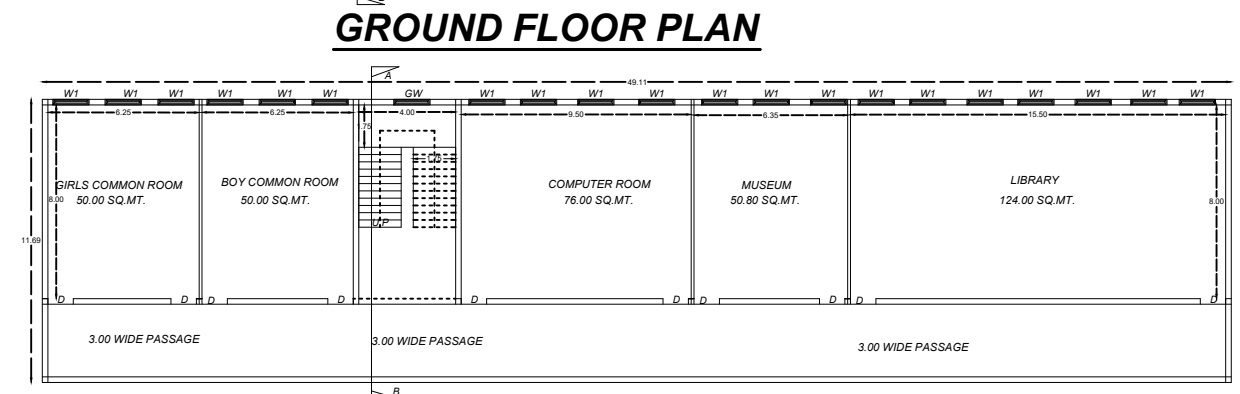 GROUND FLOOR PLAN
A
49.11
W1 W1 W1 W1 W1 W1 GW W1 W1 W1 W1 W1 W1 W1 W1 W1 W1 W1 W1 W1 W1
6.25 6.25 4.00 9.50 6.35 15.50
1.75
1.75
GIRLS COMMON ROOM
50.00 SQ.MT.
BOY COMMON ROOM
50.00 SQ.MT.
COMPUTER ROOM
76.00 SQ.MT.
MUSEUM
50.80 SQ.MT.
LIBRARY
124.00 SQ.MT.
8.00
8.00
UP
11.69
D D D D D D D D D D
3.00 WIDE PASSAGE
3.00 WIDE PASSAGE
3.00 WIDE PASSAGE
B